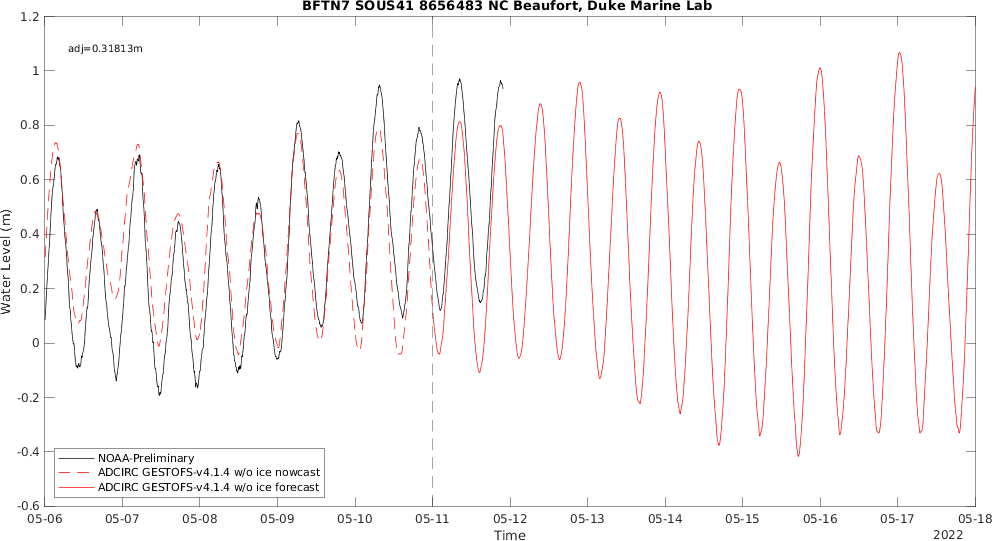 BFTN7 SOUS41 8656483 NC Beaufort, Duke Marine Lab
adj=0.31813m
1.2
1
0.8
0.6
0.4
0.2
0
-0.2
-0.4
-0.6
Water Level (m)
NOAA-Preliminary
ADCIRC GESTOFS-v4.1.4 w/o ice nowcast
ADCIRC GESTOFS-v4.1.4 w/o ice forecast
05-06 05-07 05-08 05-09 05-10 05-11 05-12 05-13 05-14 05-15 05-16 05-17 05-18
Time
2022